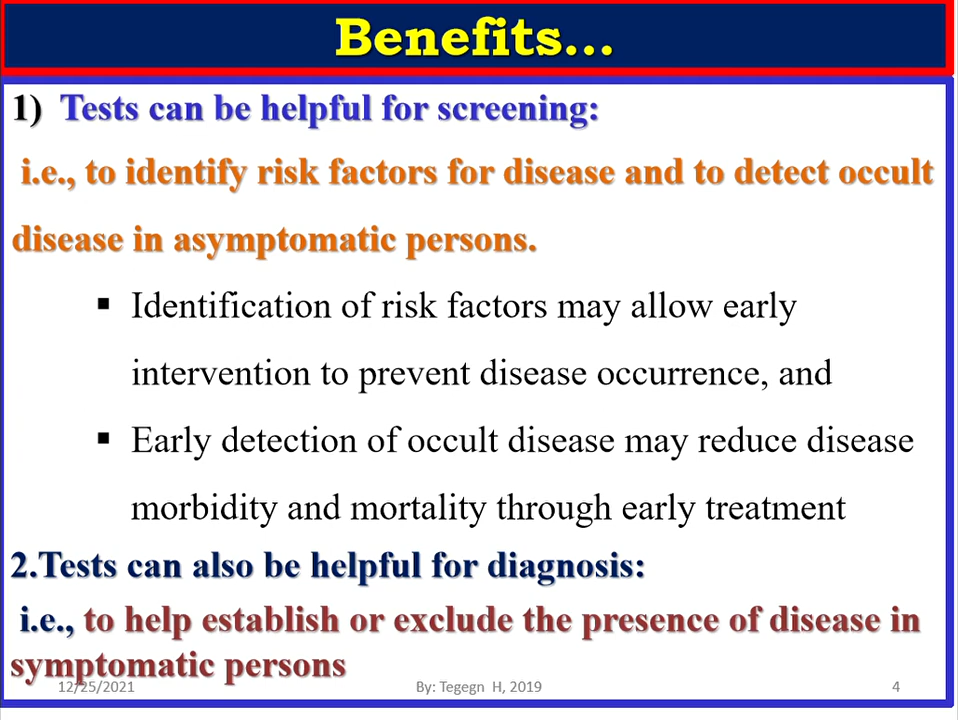 Benefits...
1) Tests can be helpful for screening:
i.e., to identify risk factors for disease and to detect occult
disease in asymptomatic persons.
▪ Identification of risk factors may allow early
intervention to prevent disease occurrence, and
▪ Early detection of occult disease may reduce disease
morbidity and mortality through early treatment
2.Tests can also be helpful for diagnosis:
i.e., to help establish or exclude the presence of disease in
symptomatic persons
12/25/2021 By: Tegegn H, 2019 4